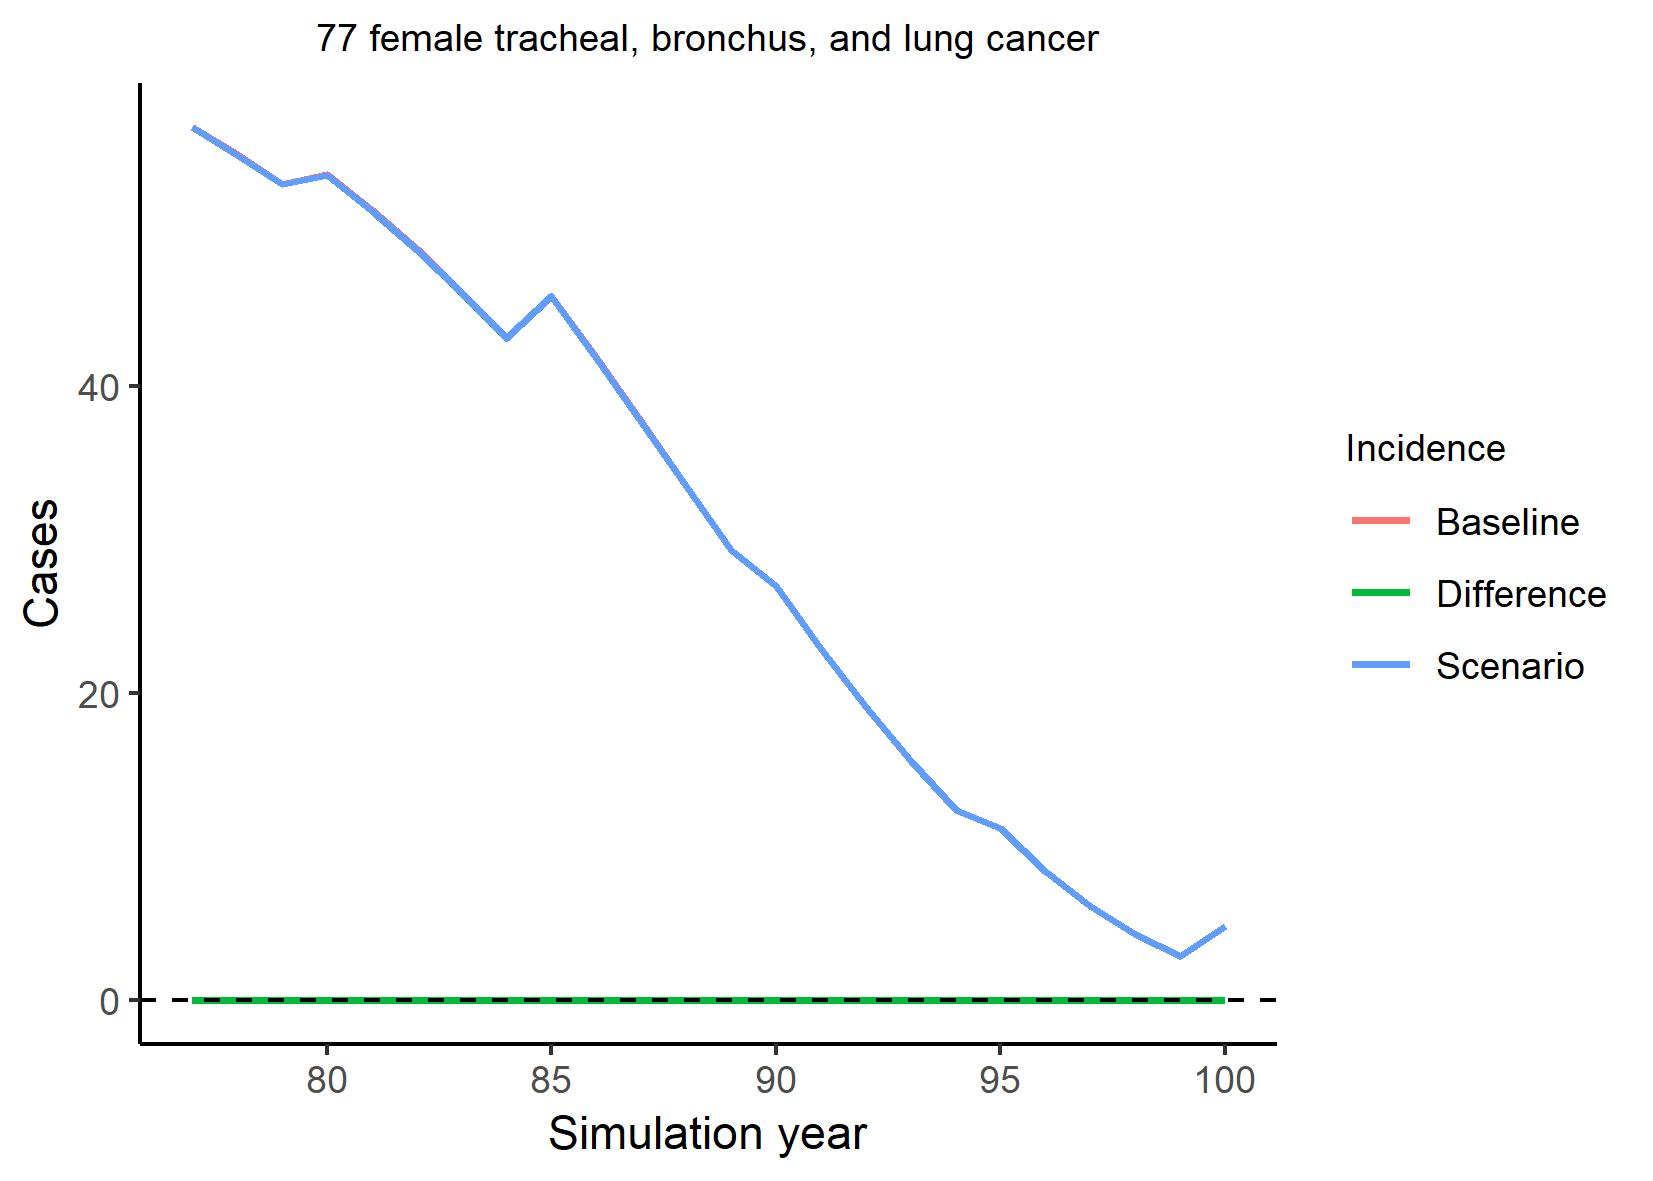 77 female tracheal, bronchus, and lung cancer
Cases
40
20
0
80 85 90 95 100
Simulation year
Incidence
Baseline
Difference
Scenario